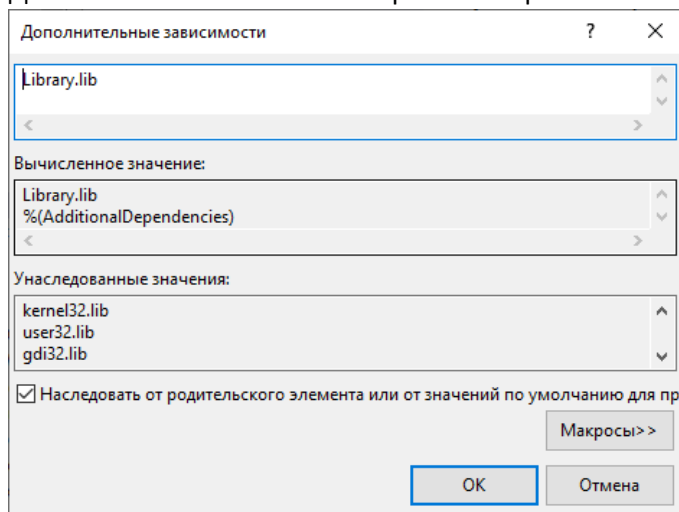 Дополнительные зависимости ? ×
Library.lib
Вычисленное значение:
Library.lib
%(AdditionalDependencies)
Унаследованные значения:
kernel32.lib
user32.lib
gdi32.lib
Наследовать от родительского элемента или от значений по умолчанию для пр
Макросы>>
ОК
Отмена